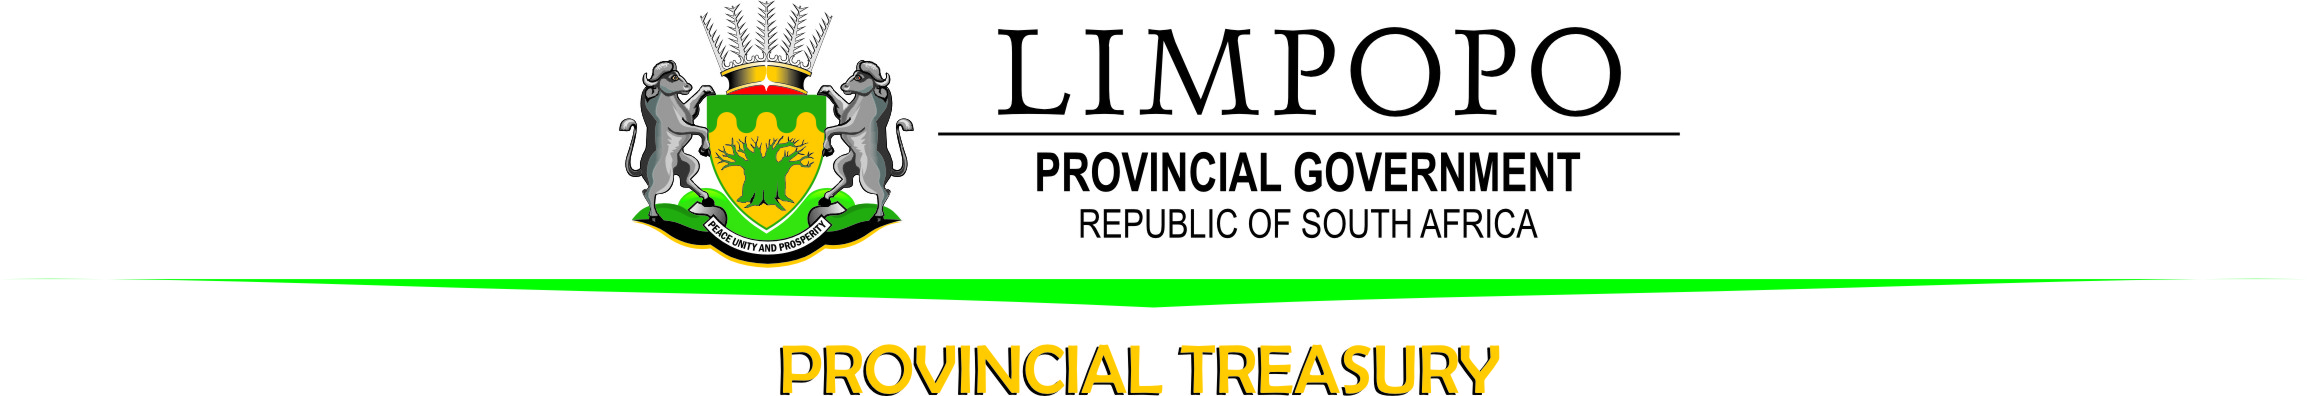 LIMPOPO
PROVINCIAL GOVERNMENT
REPUBLIC OF SOUTH AFRICA
PEACE UNITY AND PROSPERITY
PROVINCIAL TREASURY